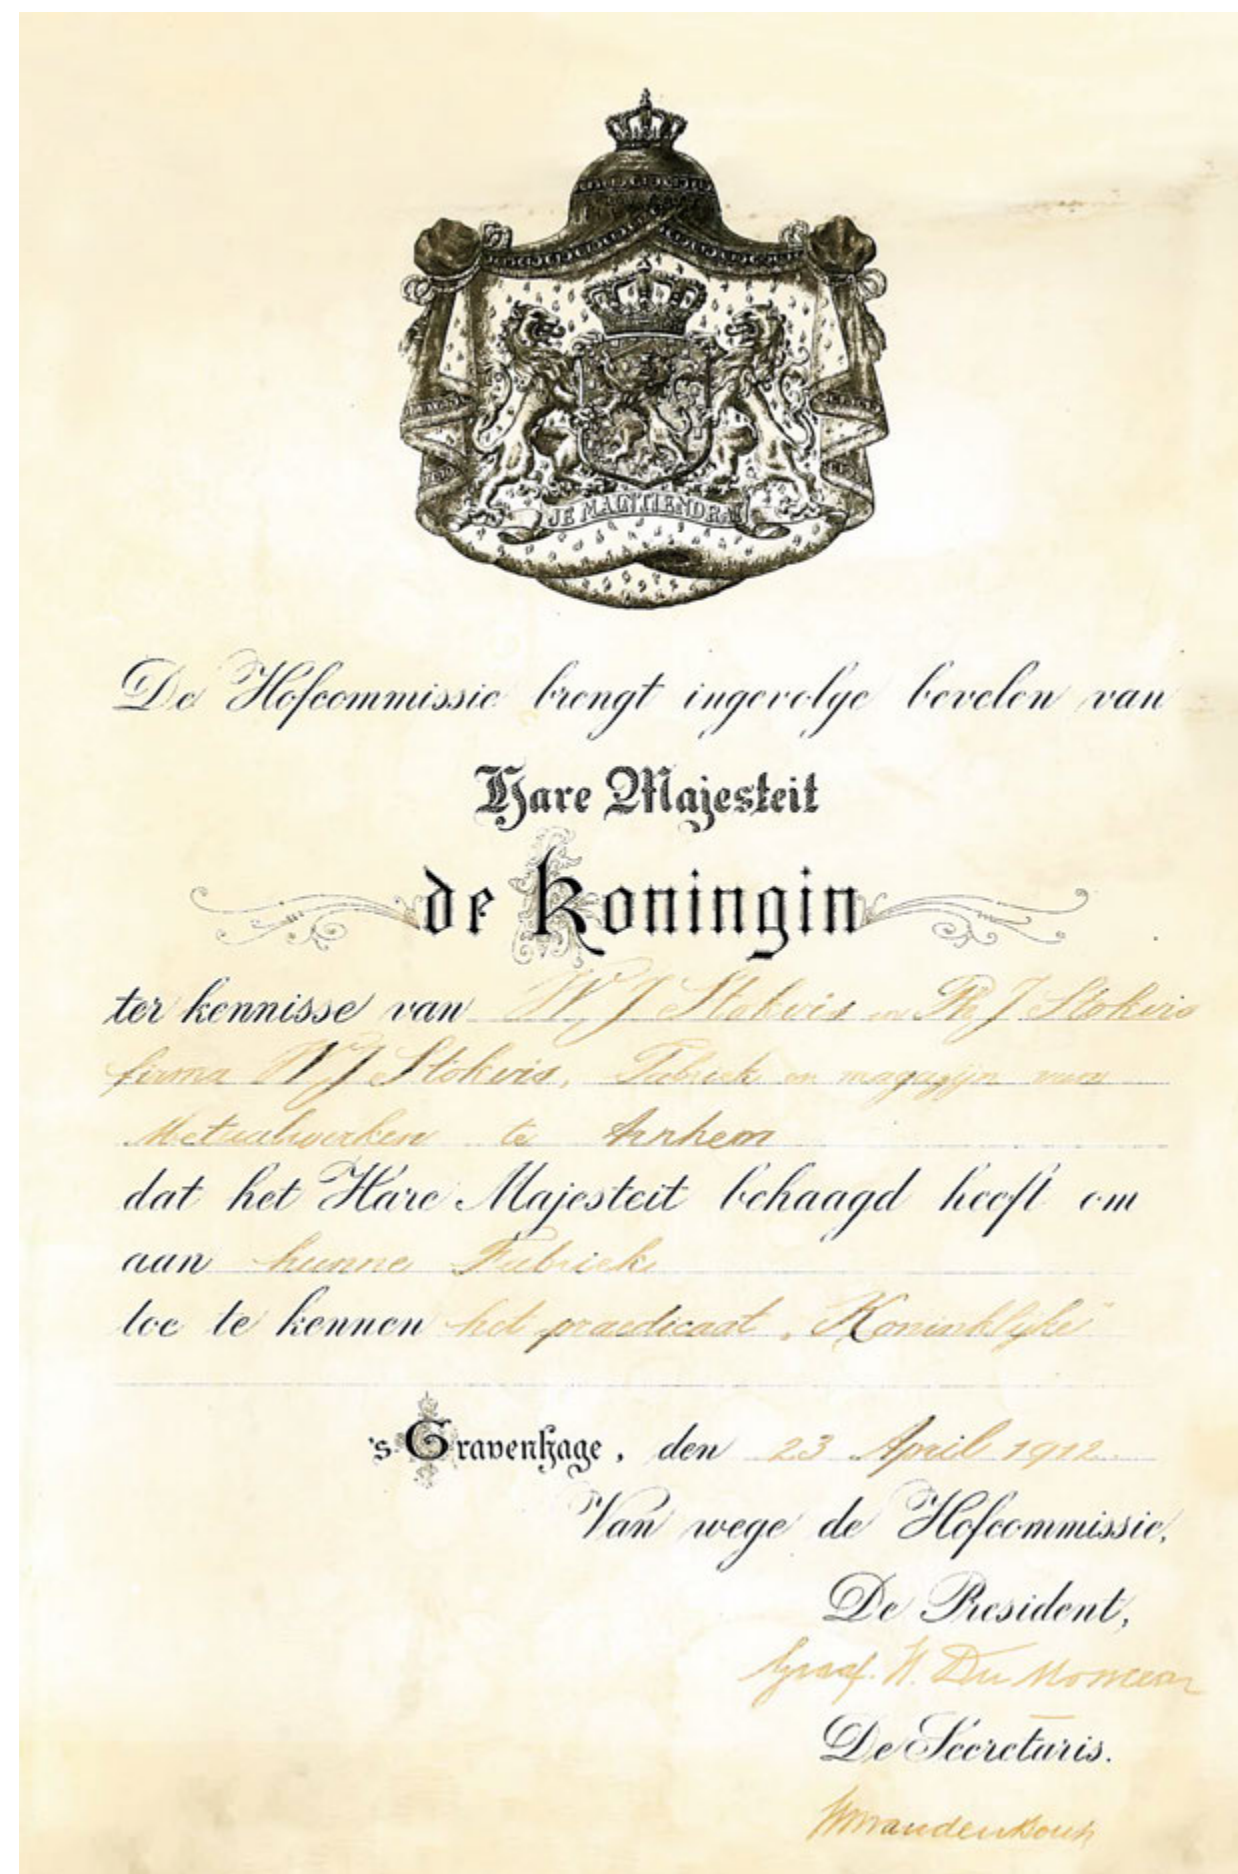 JE MAINTIENDRAI
De Hofcommissie brengt ingevolge bevelen van
Hare Majesteit
de Koningin
ter kennisse van W. J Stokvis en Ph. J Stokvis
firma W. J Stokvis, Fabriek en magazijn van
Metaalwerken te Arnhem
dat het Hare Majesteit behaagd heeft om
aan hunne Fabriek
toe te kennen het praedicaat „Koninklijke"
's Gravenhage, den 23 April 1912.
Van wege de Hofcommissie,
De President,
Graaf. H. Du Monceau
De Secretaris.